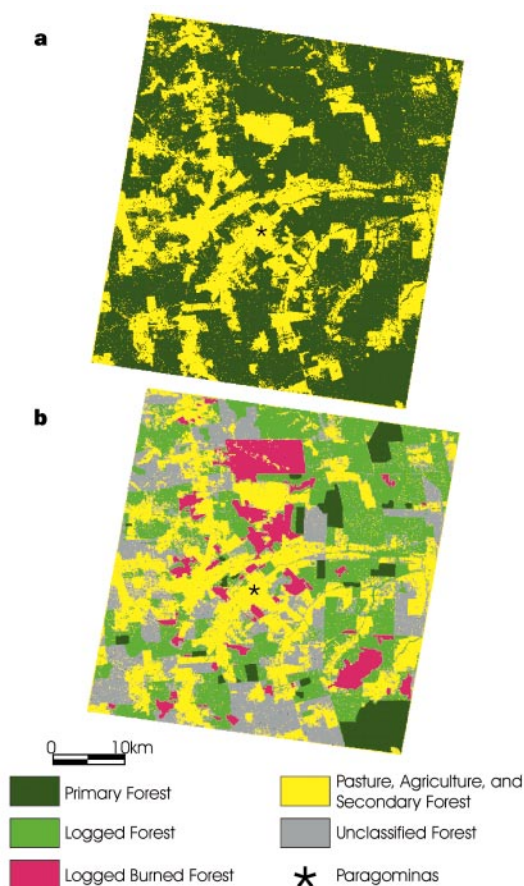 a
b
0 10km
Primary Forest
Logged Forest
Logged Burned Forest
Pasture, Agriculture, and
Secondary Forest
Unclassified Forest
* Paragominas